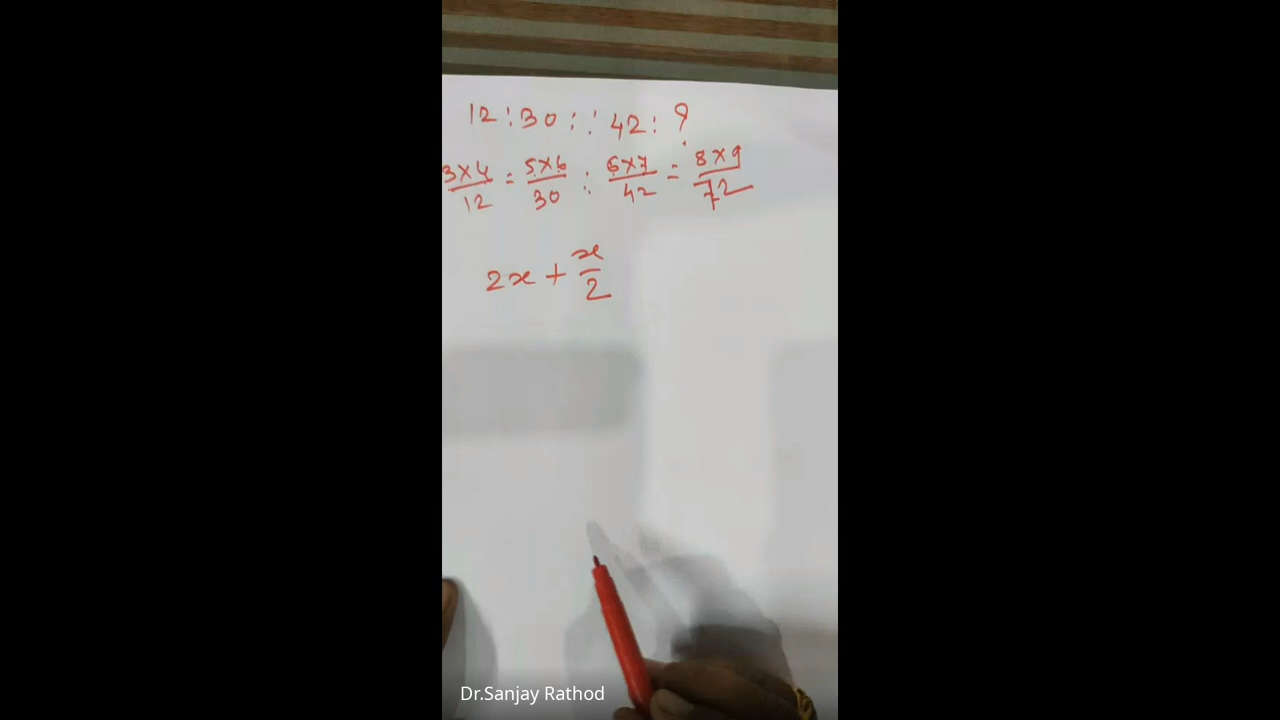 12 : 30 : : 42 : ?
3×4/12 = 5×6/30 : : 6×7/42 = 8×9/72
2x + x/2
Dr.Sanjay Rathod